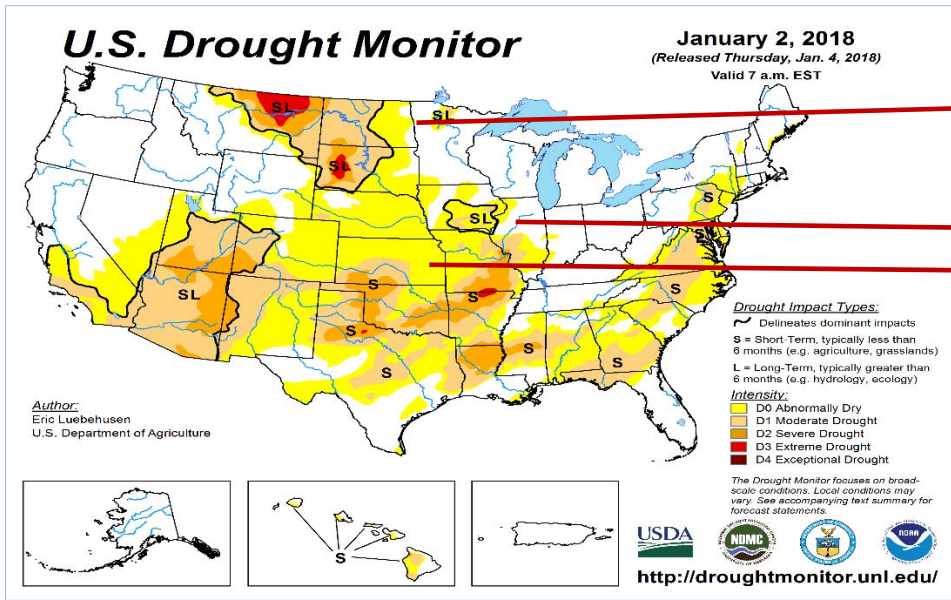 U.S. Drought Monitor
January 2, 2018
(Released Thursday, Jan. 4, 2018)
Valid 7 a.m. EST
SL
SL
SL
SL
SL
S
S
S
S
S
S
S
S
S
Drought Impact Types:
Delineates dominant impacts
S = Short-Term, typically less than
6 months (e.g. agriculture, grasslands)
L = Long-Term, typically greater than
6 months (e.g. hydrology, ecology)
Intensity:
D0 Abnormally Dry
D1 Moderate Drought
D2 Severe Drought
D3 Extreme Drought
D4 Exceptional Drought
Author:
Eric Luebehusen
U.S. Department of Agriculture
The Drought Monitor focuses on broad-
scale conditions. Local conditions may
vary. See accompanying text summary for
forecast statements.
S
USDA
NDMC
NOAA
http://droughtmonitor.unl.edu/